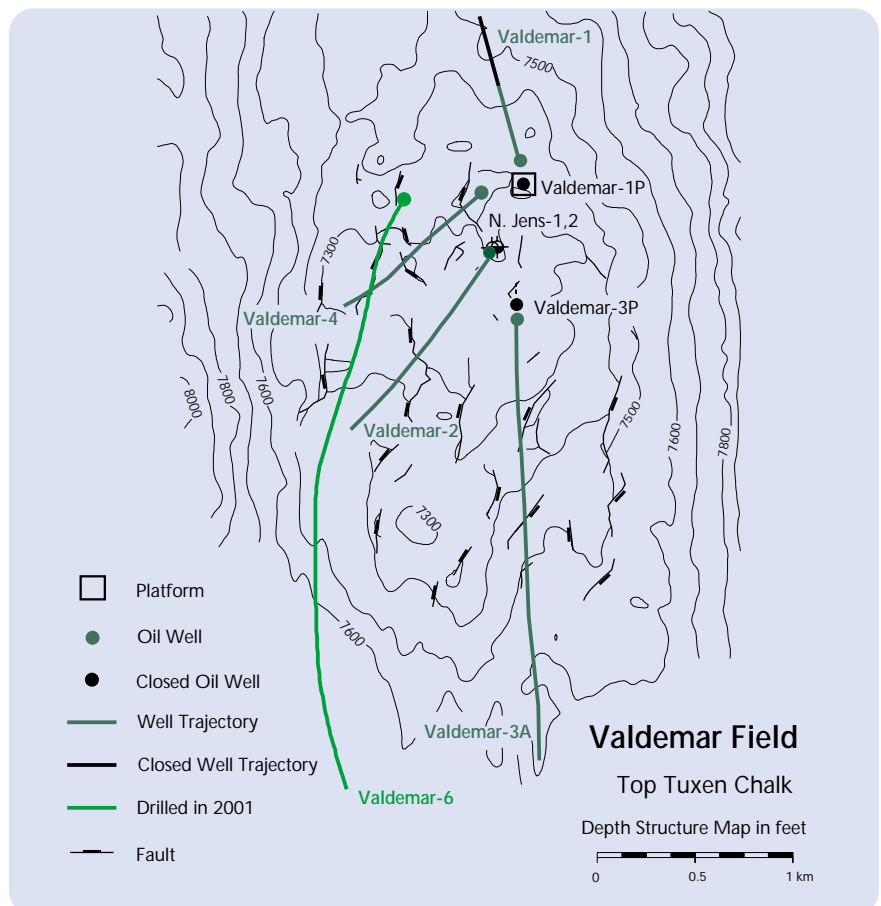 Valdemar-1
7500
Valdemar-1P
N. Jens-1,2
7300
Valdemar-4
Valdemar-3P
8000
7800
7600
Valdemar-2
7500
7600
7800
7300
7600
Platform
Oil Well
Closed Oil Well
Well Trajectory
Closed Well Trajectory
Drilled in 2001
Fault
Valdemar-3A
Valdemar-6
Valdemar Field
Top Tuxen Chalk
Depth Structure Map in feet
0 0.5 1 km